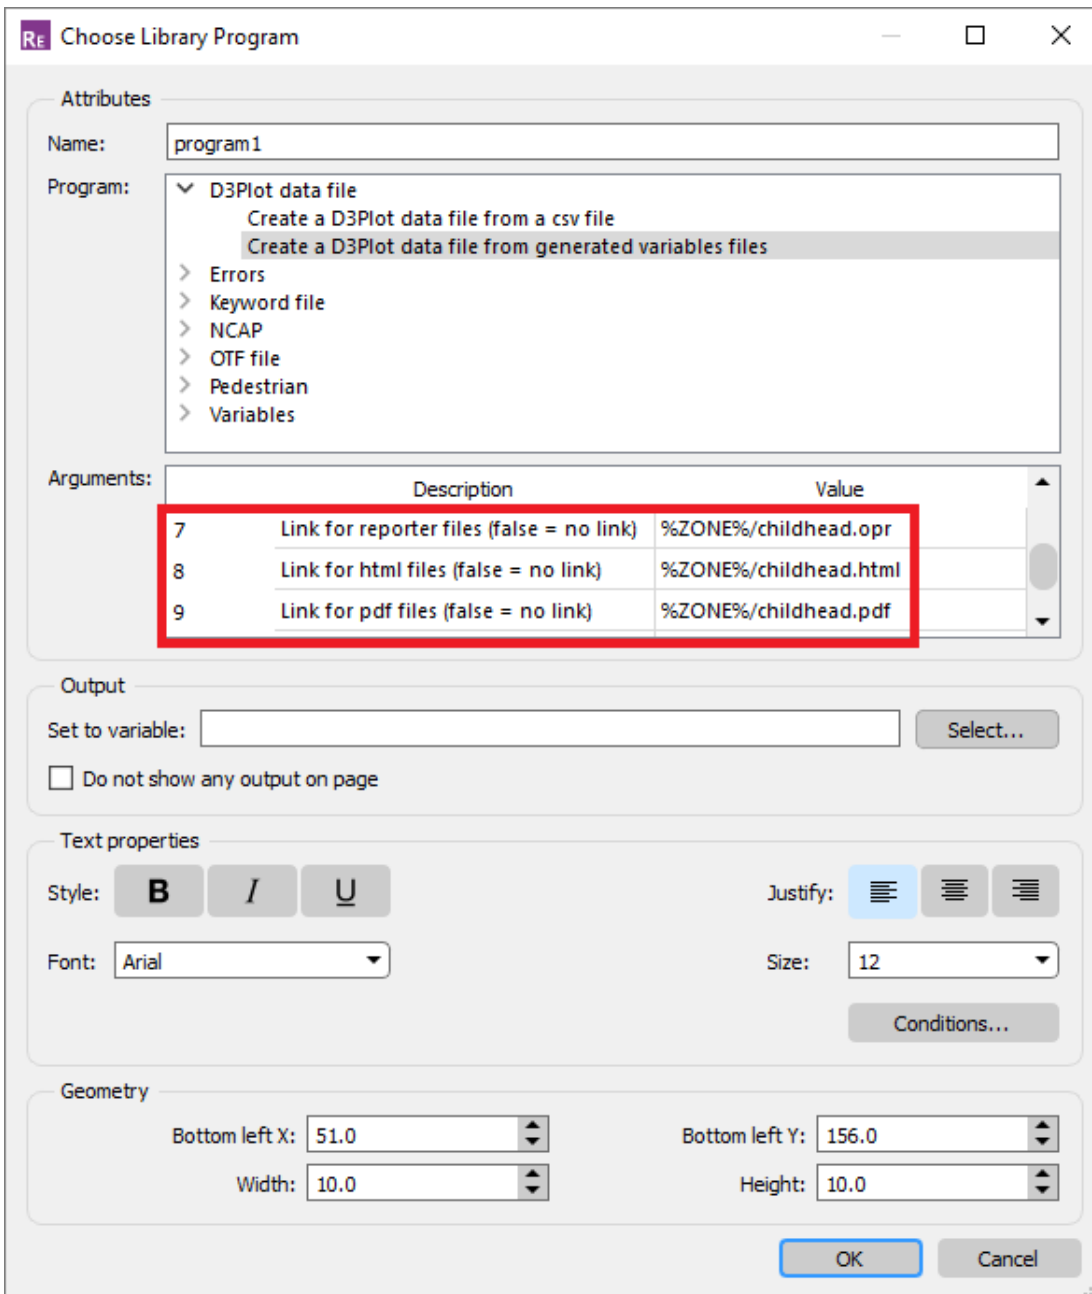 RE Choose Library Program
Attributes
Name: program1
Program: D3Plot data file
Create a D3Plot data file from a csv file
Create a D3Plot data file from generated variables files
Errors
Keyword file
NCAP
OTF file
Pedestrian
Variables
Arguments: Description Value
7 Link for reporter files (false = no link) %ZONE%/childhead.opr
8 Link for html files (false = no link) %ZONE%/childhead.html
9 Link for pdf files (false = no link) %ZONE%/childhead.pdf
Output
Set to variable: Select...
Do not show any output on page
Text properties
Style: B I U Justify:
Font: Arial Size: 12
Conditions...
Geometry
Bottom left X: 51.0 Bottom left Y: 156.0
Width: 10.0 Height: 10.0
OK Cancel